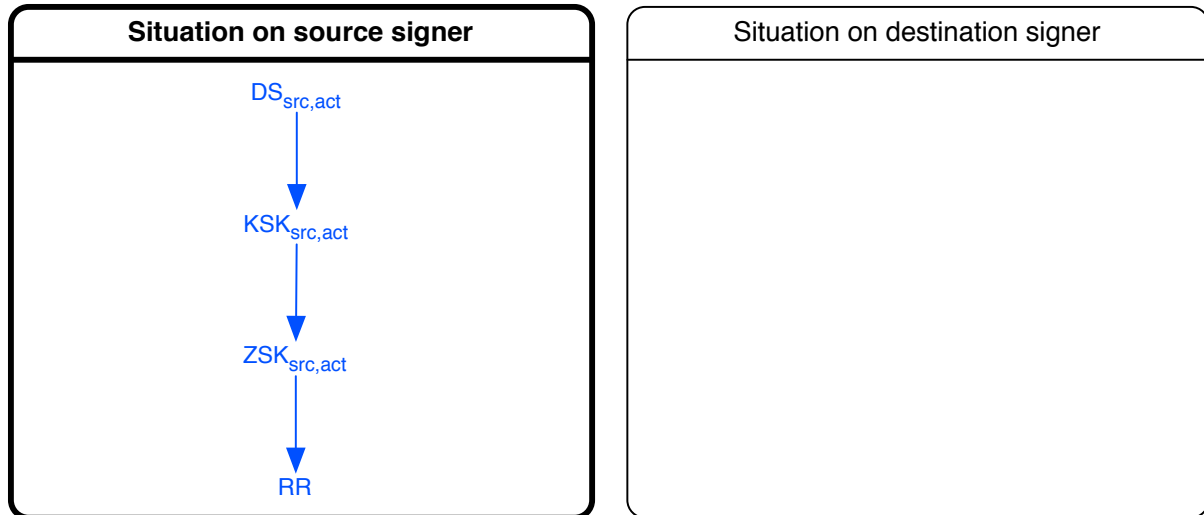 Situation on source signer
DSsrc,act
KSKsrc,act
ZSKsrc,act
RR
Situation on destination signer